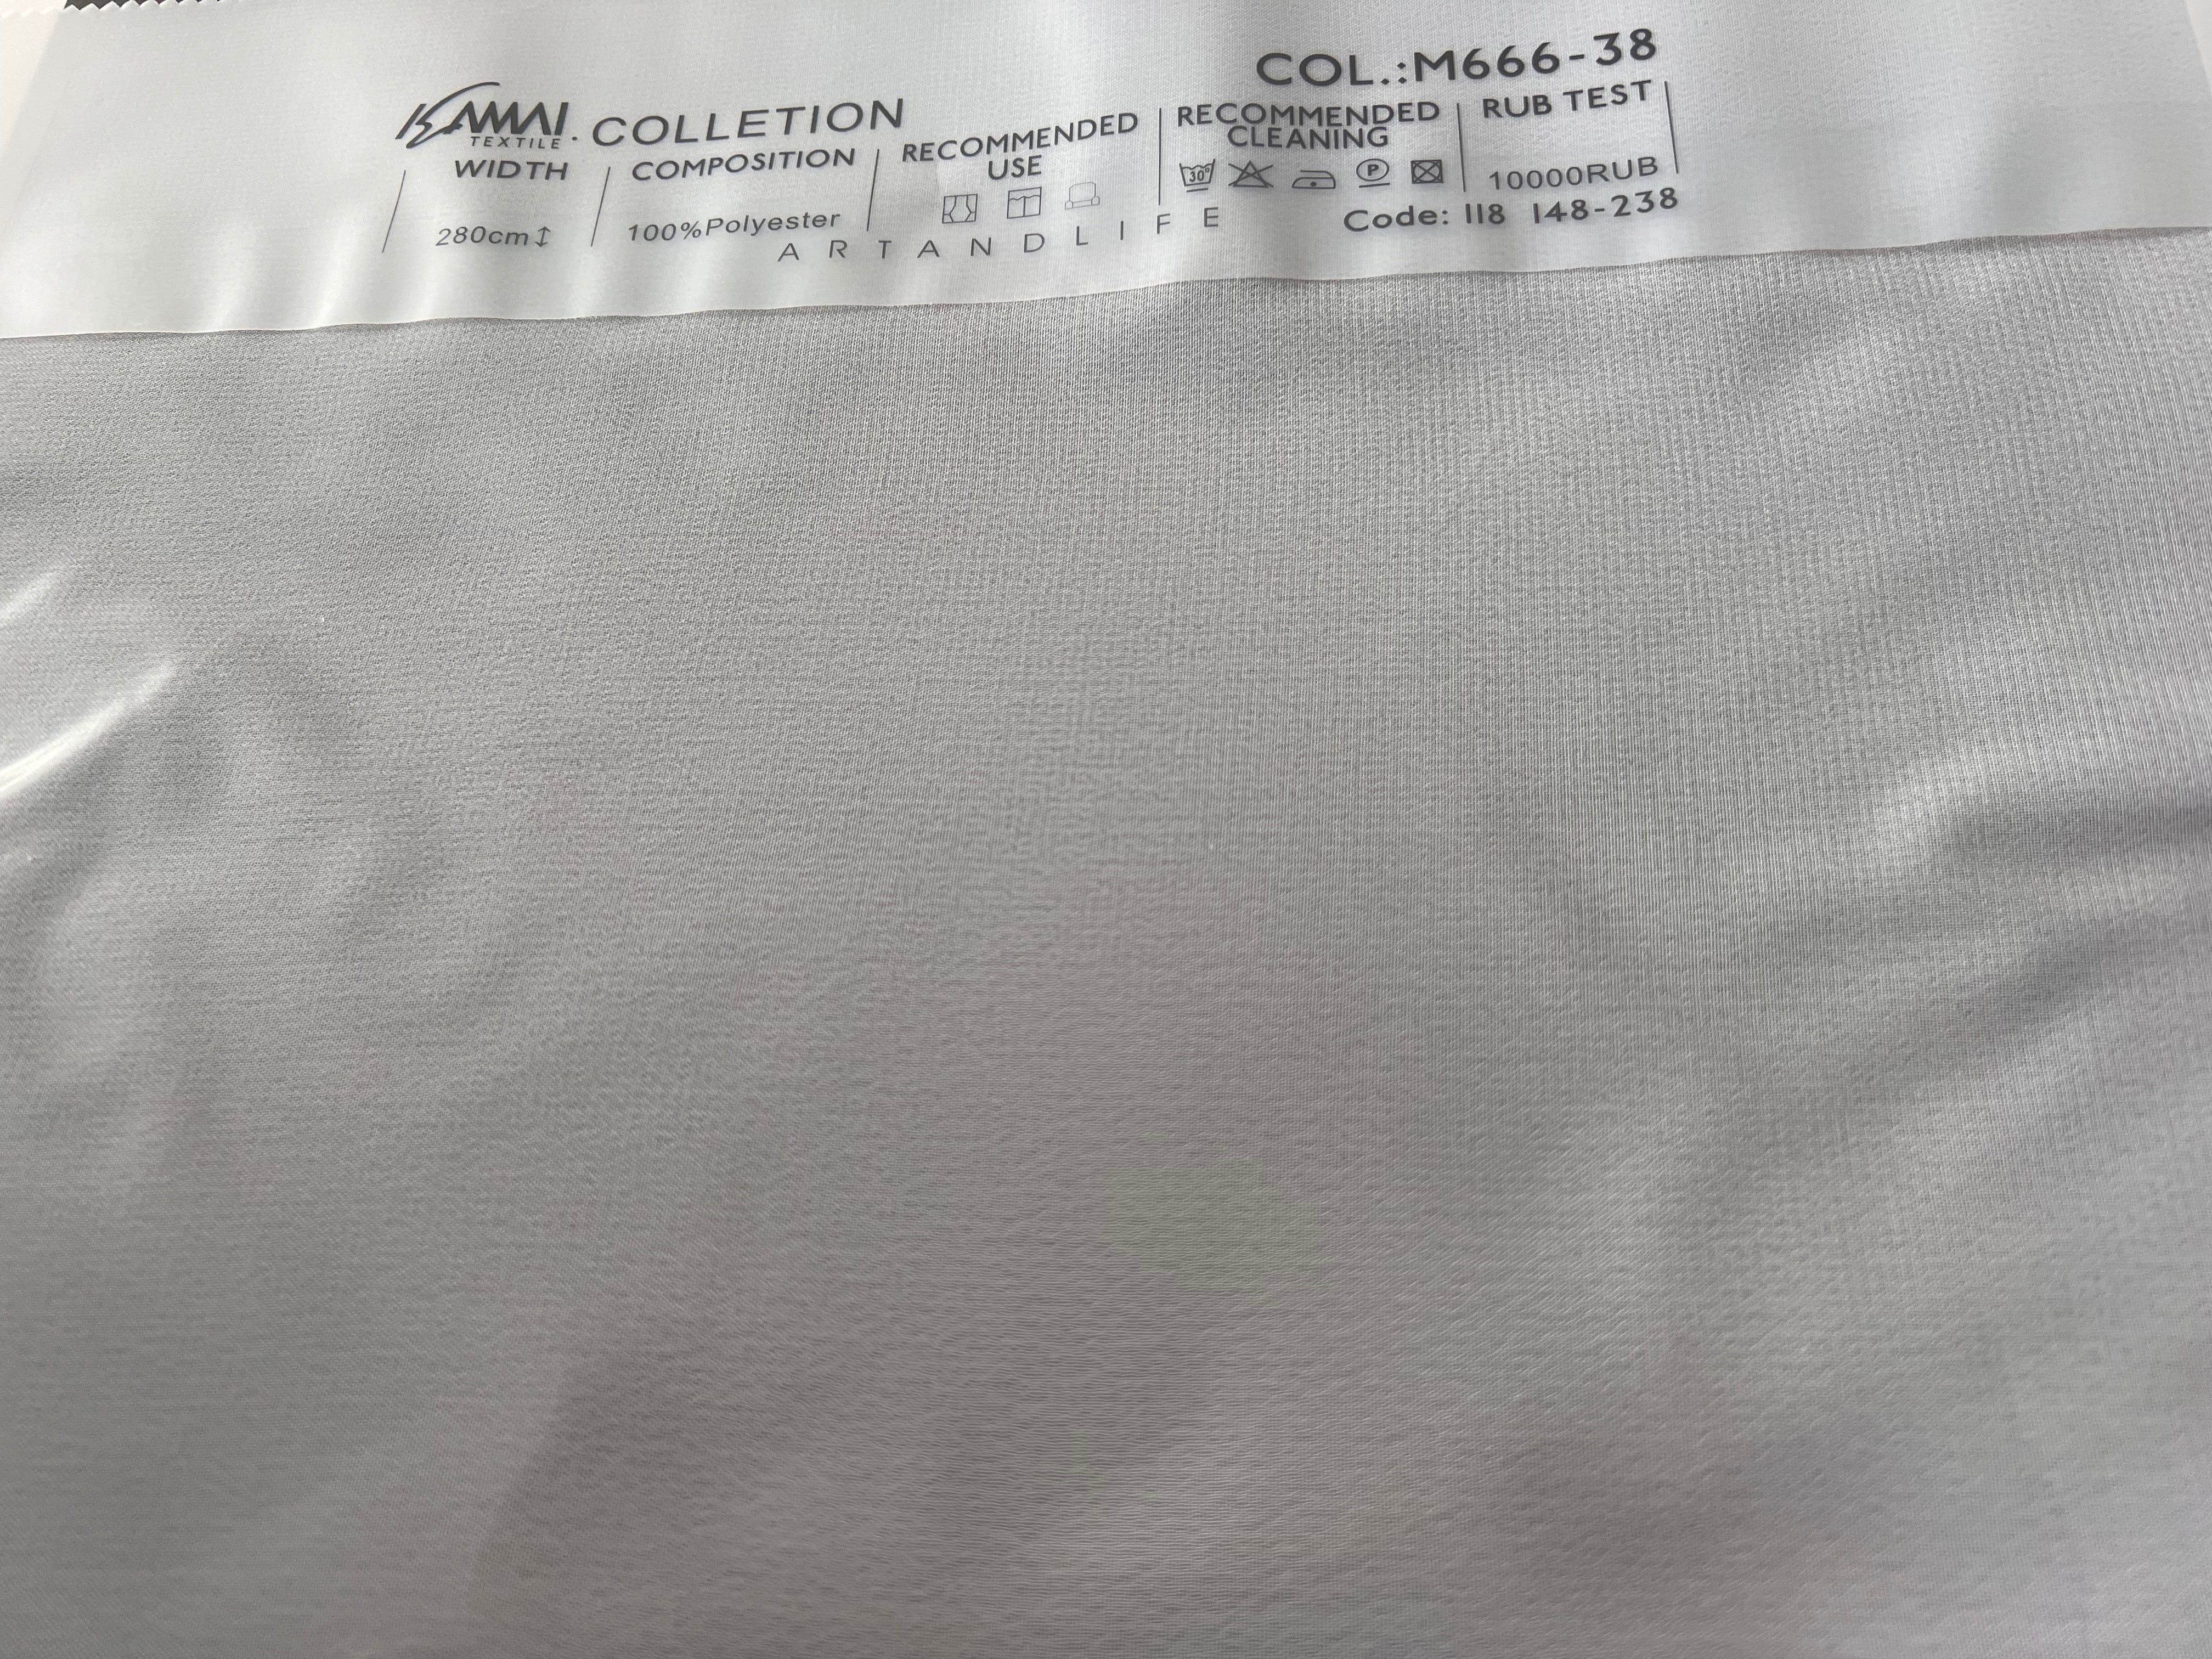 COL.:M666-38
KAMAI TEXTILE. COLLETION
WIDTH
280cm
COMPOSITION
100%Polyester
RECOMMENDED
USE
RECOMMENDED
CLEANING
30°
P
RUB TEST
10000RUB
ARTANDLIFE
Code: 118 148-238